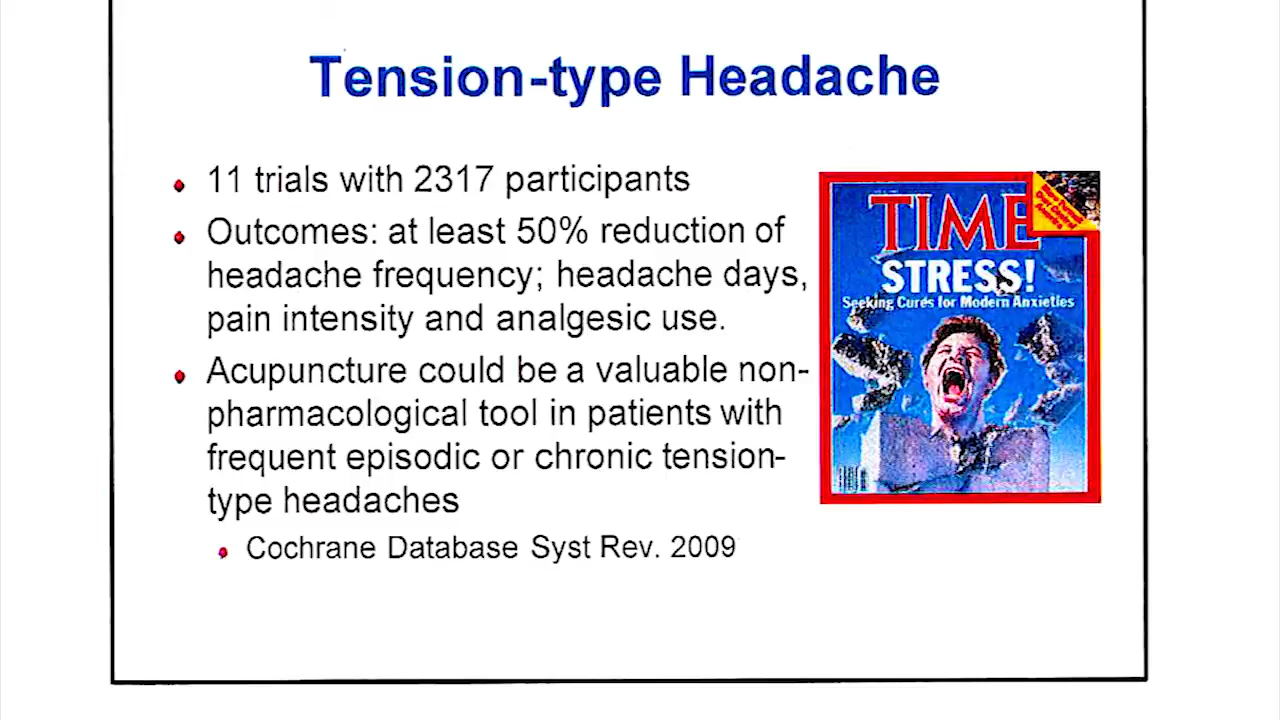 Tension-type Headache
11 trials with 2317 participants
Outcomes: at least 50% reduction of
headache frequency; headache days,
pain intensity and analgesic use.
Acupuncture could be a valuable non-
pharmacological tool in patients with
frequent episodic or chronic tension-
type headaches
Cochrane Database Syst Rev. 2009
TIME
STRESS!
Seeking Cures for Modern Anxieties